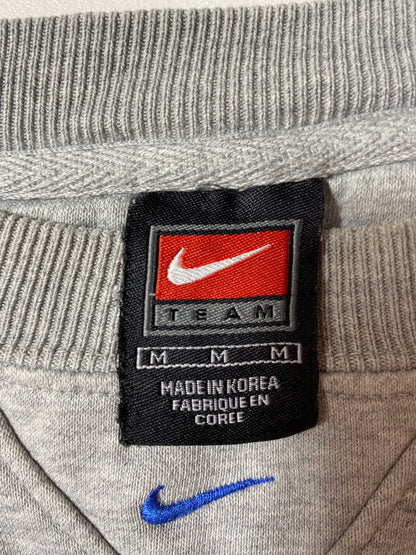 TEAM
M M M
MADE IN KOREA
FABRIQUE EN
COREE